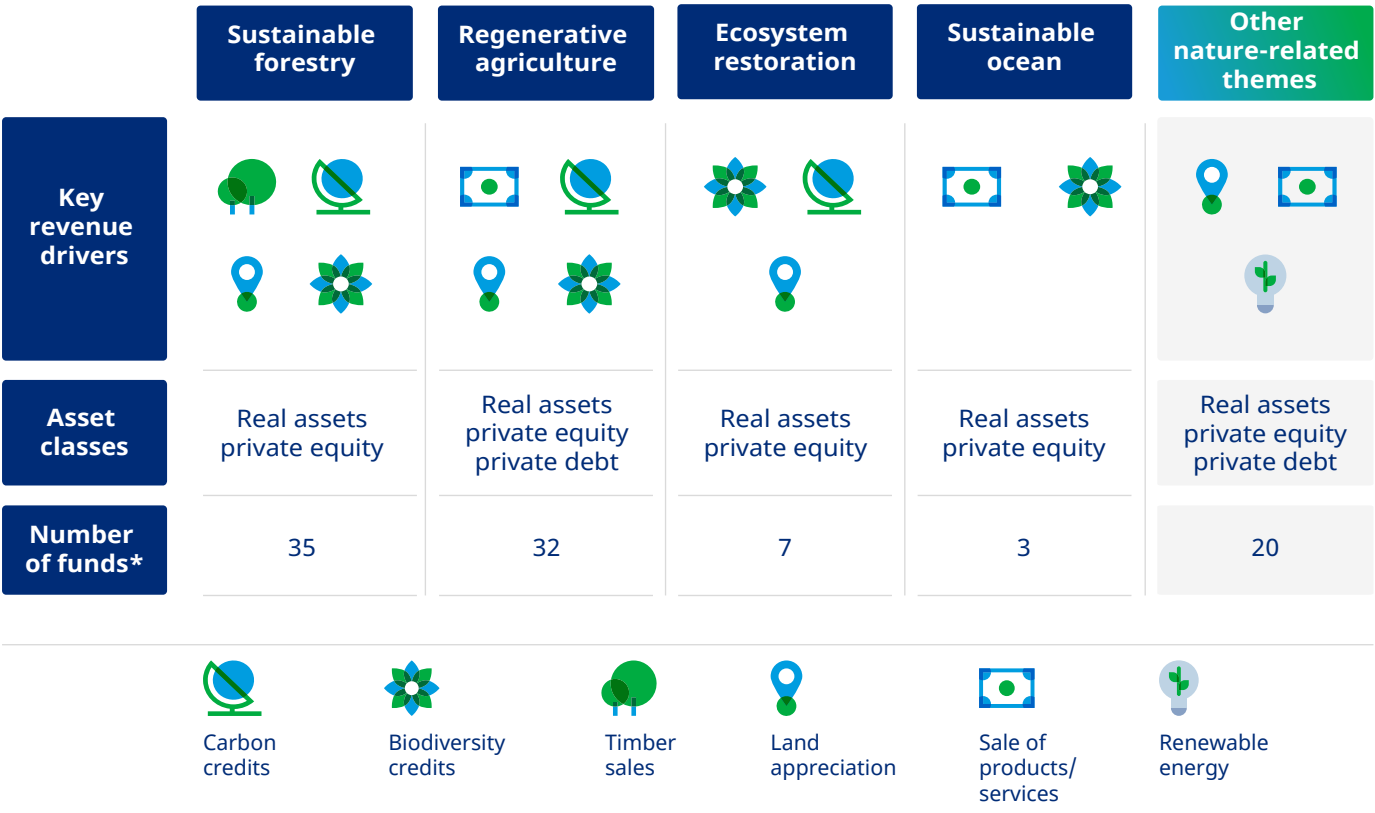 Sustainable
forestry
Regenerative
agriculture
Ecosystem
restoration
Sustainable
ocean
Other
nature-related
themes
Key
revenue
drivers
Asset
classes
Real assets
private equity
Real assets
private equity
private debt
Real assets
private equity
Real assets
private equity
Real assets
private equity
private debt
Number
of funds*
35
32
7
3
20
Carbon
credits
Biodiversity
credits
Timber
sales
Land
appreciation
Sale of
products/
services
Renewable
energy